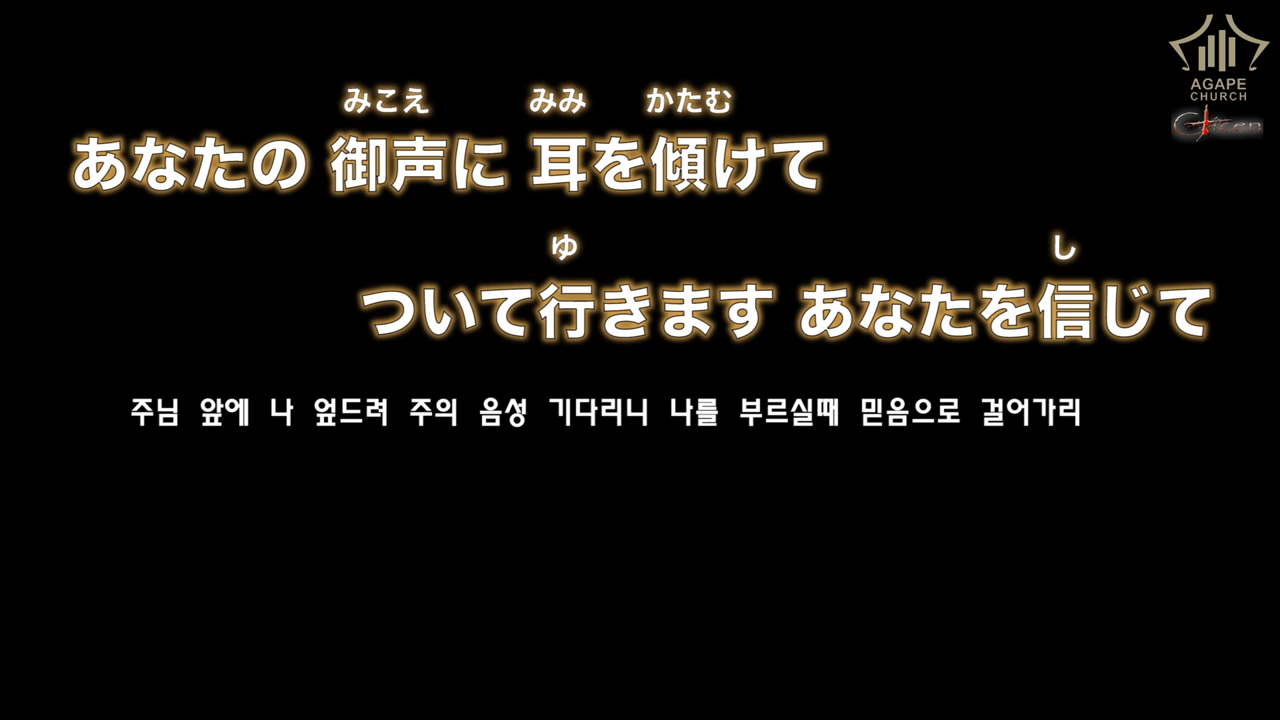 みこえ みみ かたむ
あなたの 御声に 耳を傾けて
ゆ し
ついて行きます あなたを信じて
주님 앞에 나 엎드려 주의 음성 기다리니 나를 부르실때 믿음으로 걸어가리
AGAPE
CHURCH